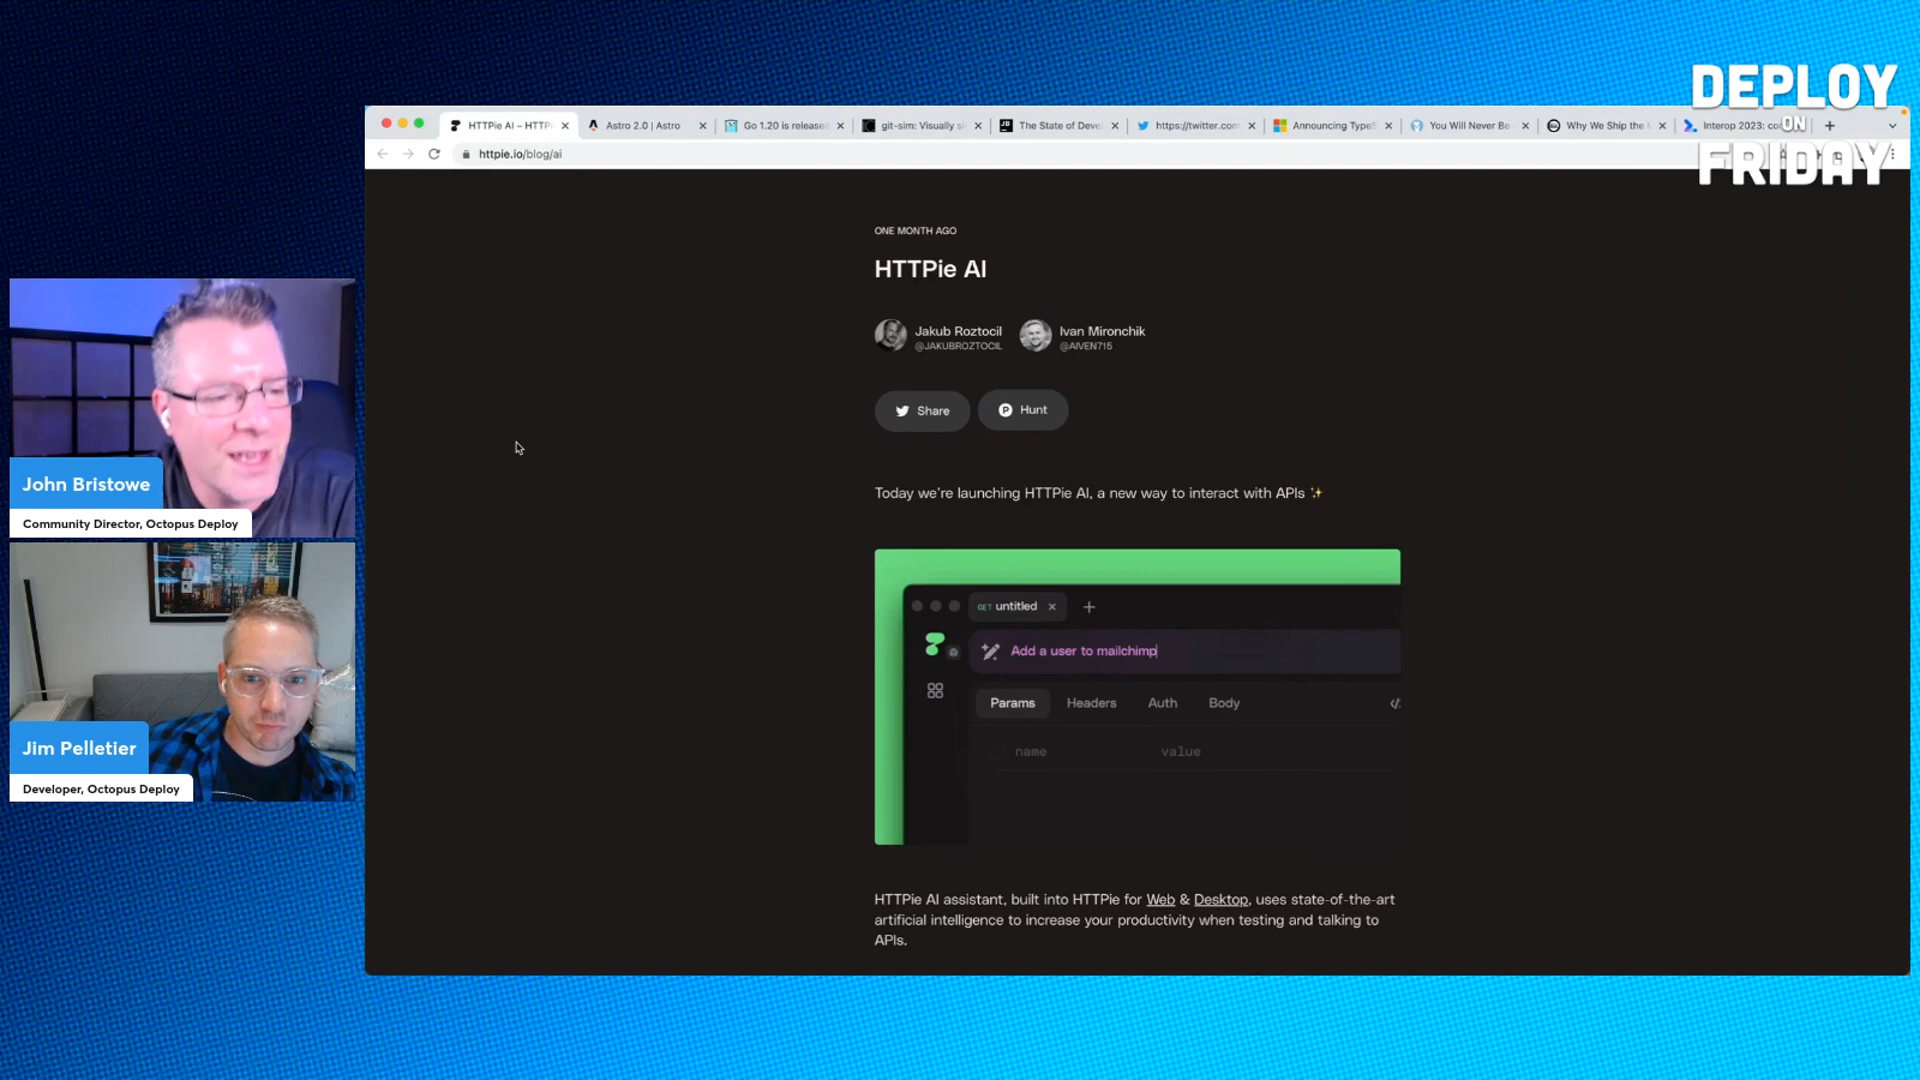 DEPLOY
ON
FRIDAY
HTTPie AI – HTTP
Astro 2.0 | Astro
Go 1.20 is released
git-sim: Visually si
The State of Devel
https://twitter.com
Announcing TypeS
You Will Never Be
Why We Ship the
Interop 2023: co
httpie.io/blog/ai
ONE MONTH AGO
HTTPie AI
Jakub Roztocil
@JAKUBROZTOCIL
Ivan Mironchik
@AIVEN715
Share
Hunt
Today we’re launching HTTPie AI, a new way to interact with APIs ✨
GET untitled
Add a user to mailchimp
Params Headers Auth Body
name value
HTTPie AI assistant, built into HTTPie for Web & Desktop, uses state-of-the-art
artificial intelligence to increase your productivity when testing and talking to
APIs.
John Bristowe
Community Director, Octopus Deploy
Jim Pelletier
Developer, Octopus Deploy